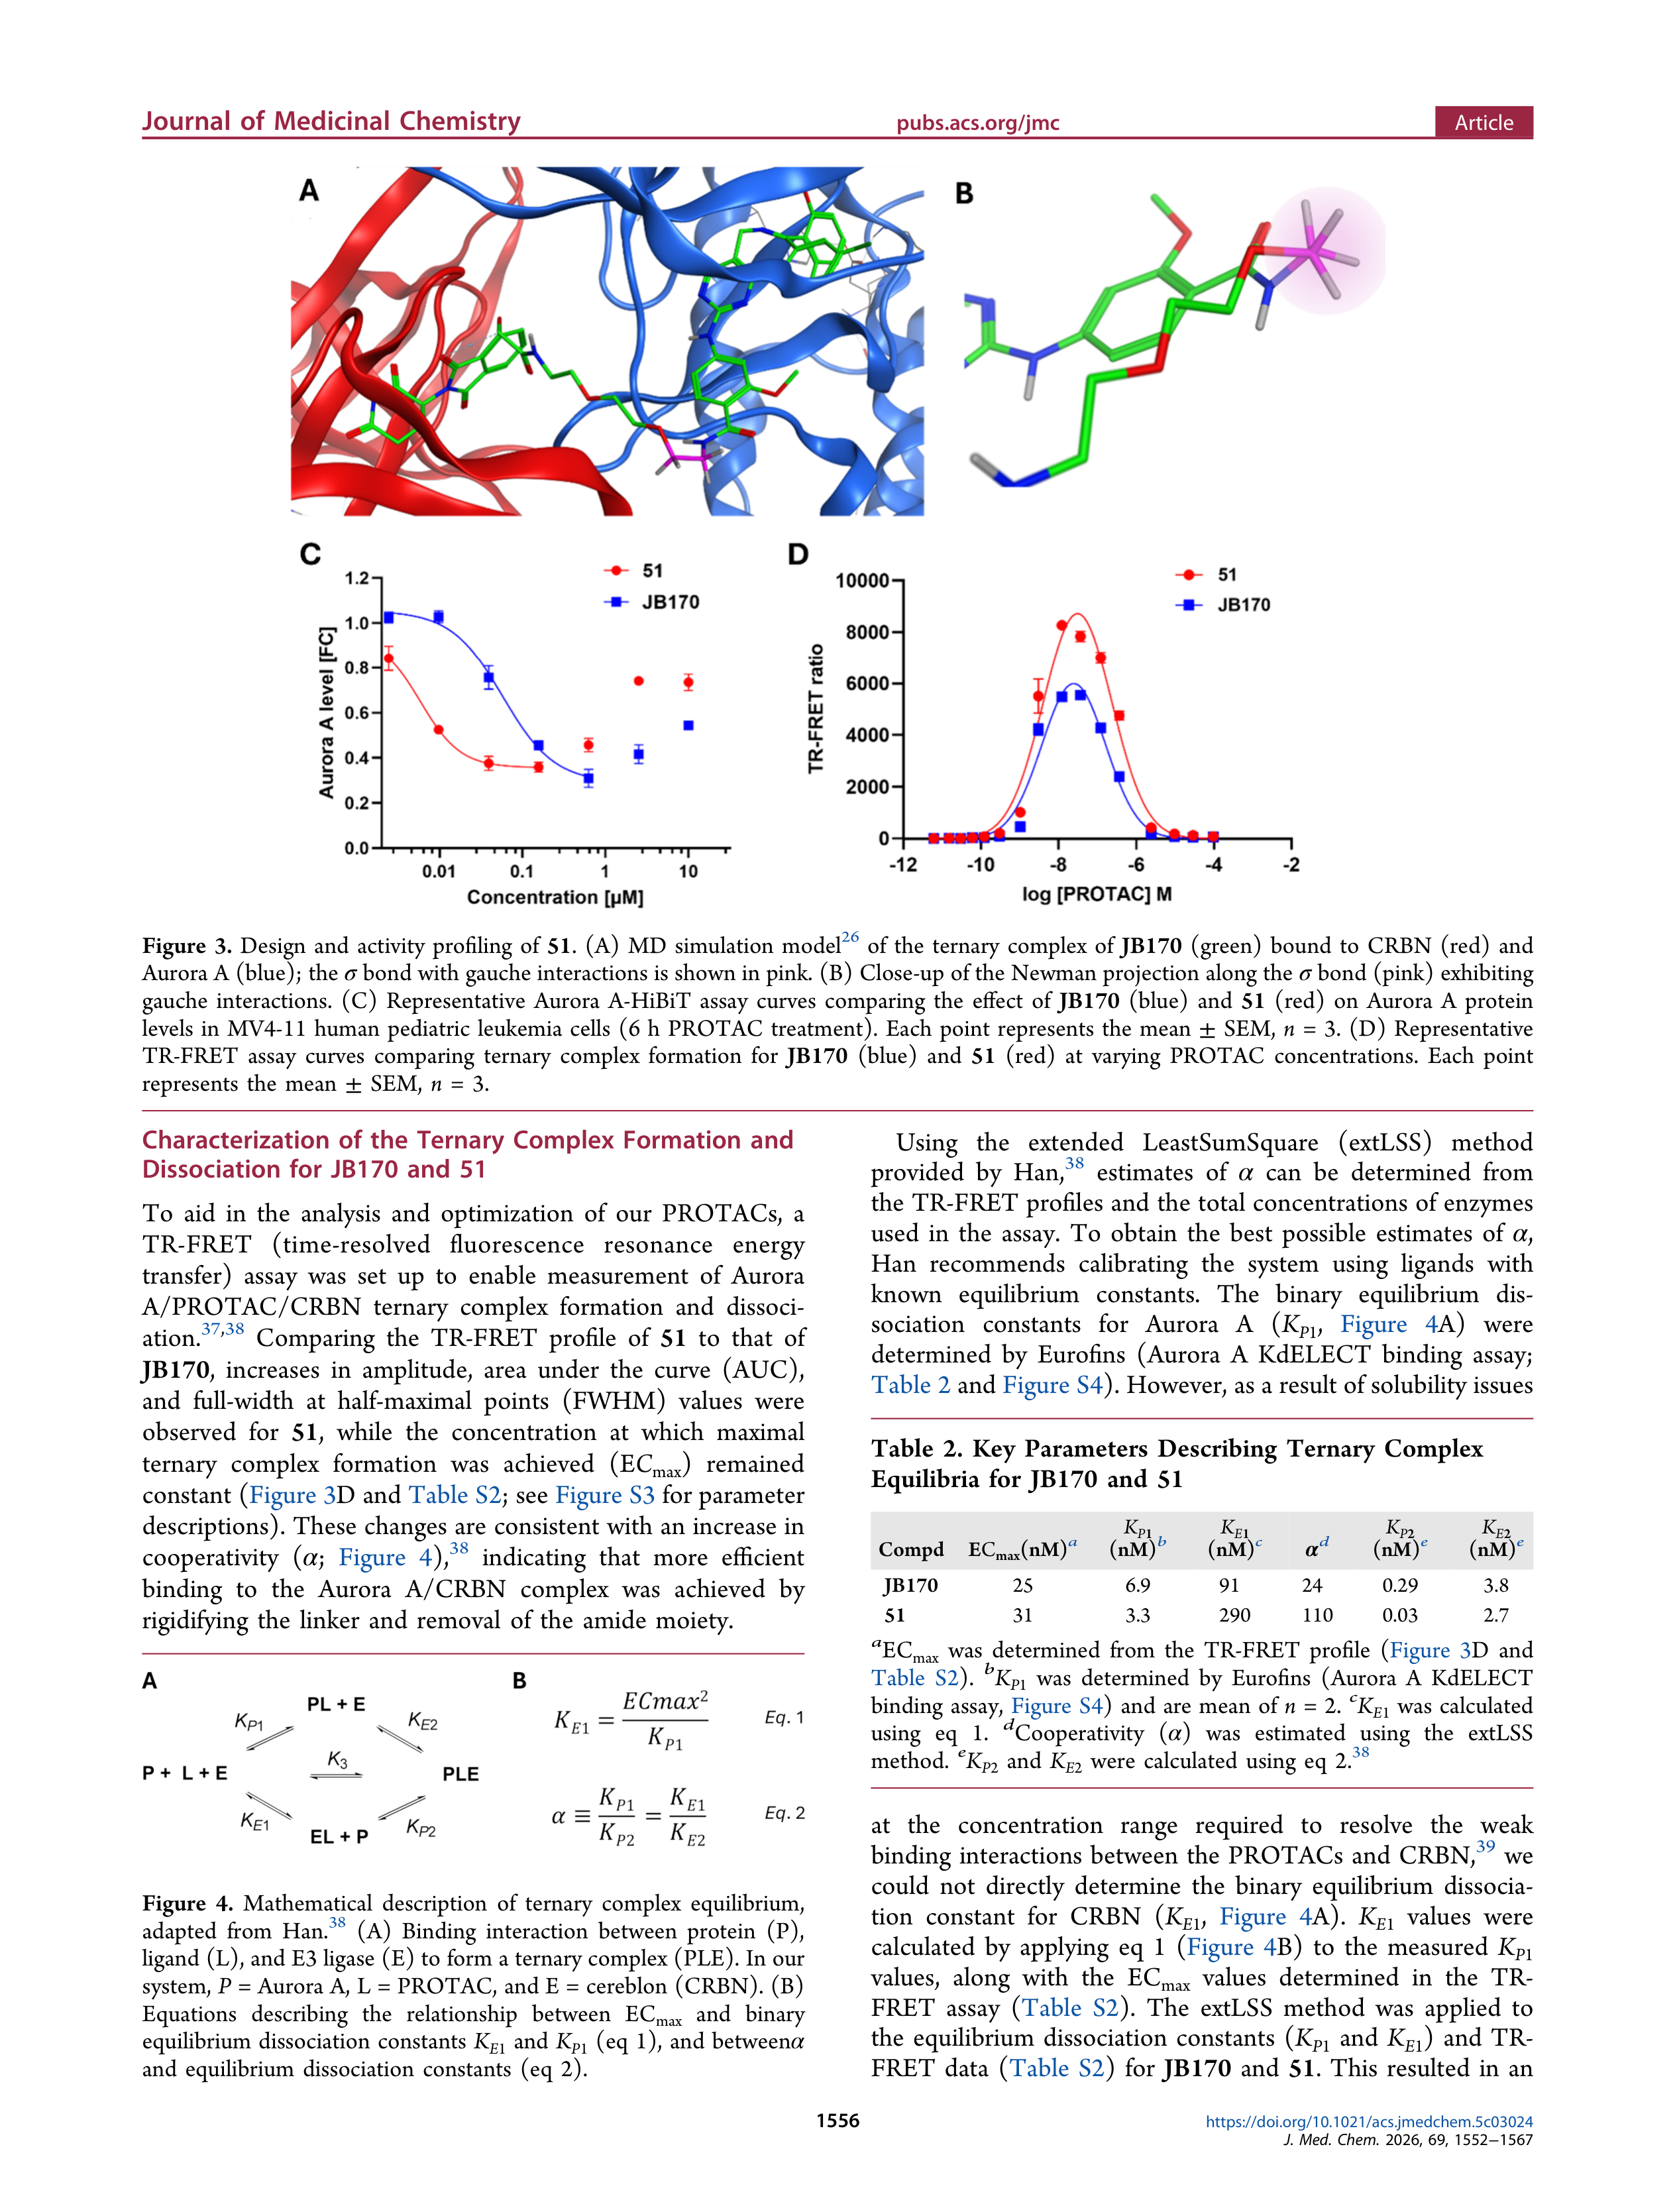 Journal of Medicinal Chemistry
pubs.acs.org/jmc
Article
A
B
C
51
JB170
1.2
1.0
0.8
0.6
0.4
0.2
0.0
Aurora A level [FC]
0.01 0.1 1 10
Concentration [µM]
D
51
JB170
10000
8000
6000
4000
2000
0
TR-FRET ratio
-12 -10 -8 -6 -4 -2
log [PROTAC] M
Figure 3. Design and activity profiling of 51. (A) MD simulation model26 of the ternary complex of JB170 (green) bound to CRBN (red) and
Aurora A (blue); the σ bond with gauche interactions is shown in pink. (B) Close-up of the Newman projection along the σ bond (pink) exhibiting
gauche interactions. (C) Representative Aurora A-HiBiT assay curves comparing the effect of JB170 (blue) and 51 (red) on Aurora A protein
levels in MV4-11 human pediatric leukemia cells (6 h PROTAC treatment). Each point represents the mean ± SEM, n = 3. (D) Representative
TR-FRET assay curves comparing ternary complex formation for JB170 (blue) and 51 (red) at varying PROTAC concentrations. Each point
represents the mean ± SEM, n = 3.
Characterization of the Ternary Complex Formation and
Dissociation for JB170 and 51
To aid in the analysis and optimization of our PROTACs, a
TR-FRET (time-resolved fluorescence resonance energy
transfer) assay was set up to enable measurement of Aurora
A/PROTAC/CRBN ternary complex formation and dissoci-
ation.37,38 Comparing the TR-FRET profile of 51 to that of
JB170, increases in amplitude, area under the curve (AUC),
and full-width at half-maximal points (FWHM) values were
observed for 51, while the concentration at which maximal
ternary complex formation was achieved (ECmax) remained
constant (Figure 3D and Table S2; see Figure S3 for parameter
descriptions). These changes are consistent with an increase in
cooperativity (α; Figure 4),38 indicating that more efficient
binding to the Aurora A/CRBN complex was achieved by
rigidifying the linker and removal of the amide moiety.
A
PL + E
KP1
KE2
P + L + E
K3
PLE
KE1
EL + P
KP2
B
KE1 = ECmax² / KP1 Eq. 1
α ≡ KP1 / KP2 = KE1 / KE2 Eq. 2
Figure 4. Mathematical description of ternary complex equilibrium,
adapted from Han.38 (A) Binding interaction between protein (P),
ligand (L), and E3 ligase (E) to form a ternary complex (PLE). In our
system, P = Aurora A, L = PROTAC, and E = cereblon (CRBN). (B)
Equations describing the relationship between ECmax and binary
equilibrium dissociation constants KE1 and KP1 (eq 1), and betweenα
and equilibrium dissociation constants (eq 2).
Using the extended LeastSumSquare (extLSS) method
provided by Han,38 estimates of α can be determined from
the TR-FRET profiles and the total concentrations of enzymes
used in the assay. To obtain the best possible estimates of α,
Han recommends calibrating the system using ligands with
known equilibrium constants. The binary equilibrium dis-
sociation constants for Aurora A (KP1, Figure 4A) were
determined by Eurofins (Aurora A KdELECT binding assay;
Table 2 and Figure S4). However, as a result of solubility issues
Table 2. Key Parameters Describing Ternary Complex
Equilibria for JB170 and 51
Compd ECmax(nM)a KP1 (nM)b KE1 (nM)c αd KP2 (nM)e KE2 (nM)e
JB170 25 6.9 91 24 0.29 3.8
51 31 3.3 290 110 0.03 2.7
aECmax was determined from the TR-FRET profile (Figure 3D and
Table S2). bKP1 was determined by Eurofins (Aurora A KdELECT
binding assay, Figure S4) and are mean of n = 2. cKE1 was calculated
using eq 1. dCooperativity (α) was estimated using the extLSS
method. eKP2 and KE2 were calculated using eq 2.38
at the concentration range required to resolve the weak
binding interactions between the PROTACs and CRBN,39 we
could not directly determine the binary equilibrium dissocia-
tion constant for CRBN (KE1, Figure 4A). KE1 values were
calculated by applying eq 1 (Figure 4B) to the measured KP1
values, along with the ECmax values determined in the TR-
FRET assay (Table S2). The extLSS method was applied to
the equilibrium dissociation constants (KP1 and KE1) and TR-
FRET data (Table S2) for JB170 and 51. This resulted in an
1556
https://doi.org/10.1021/acs.jmedchem.5c03024
J. Med. Chem. 2026, 69, 1552−1567